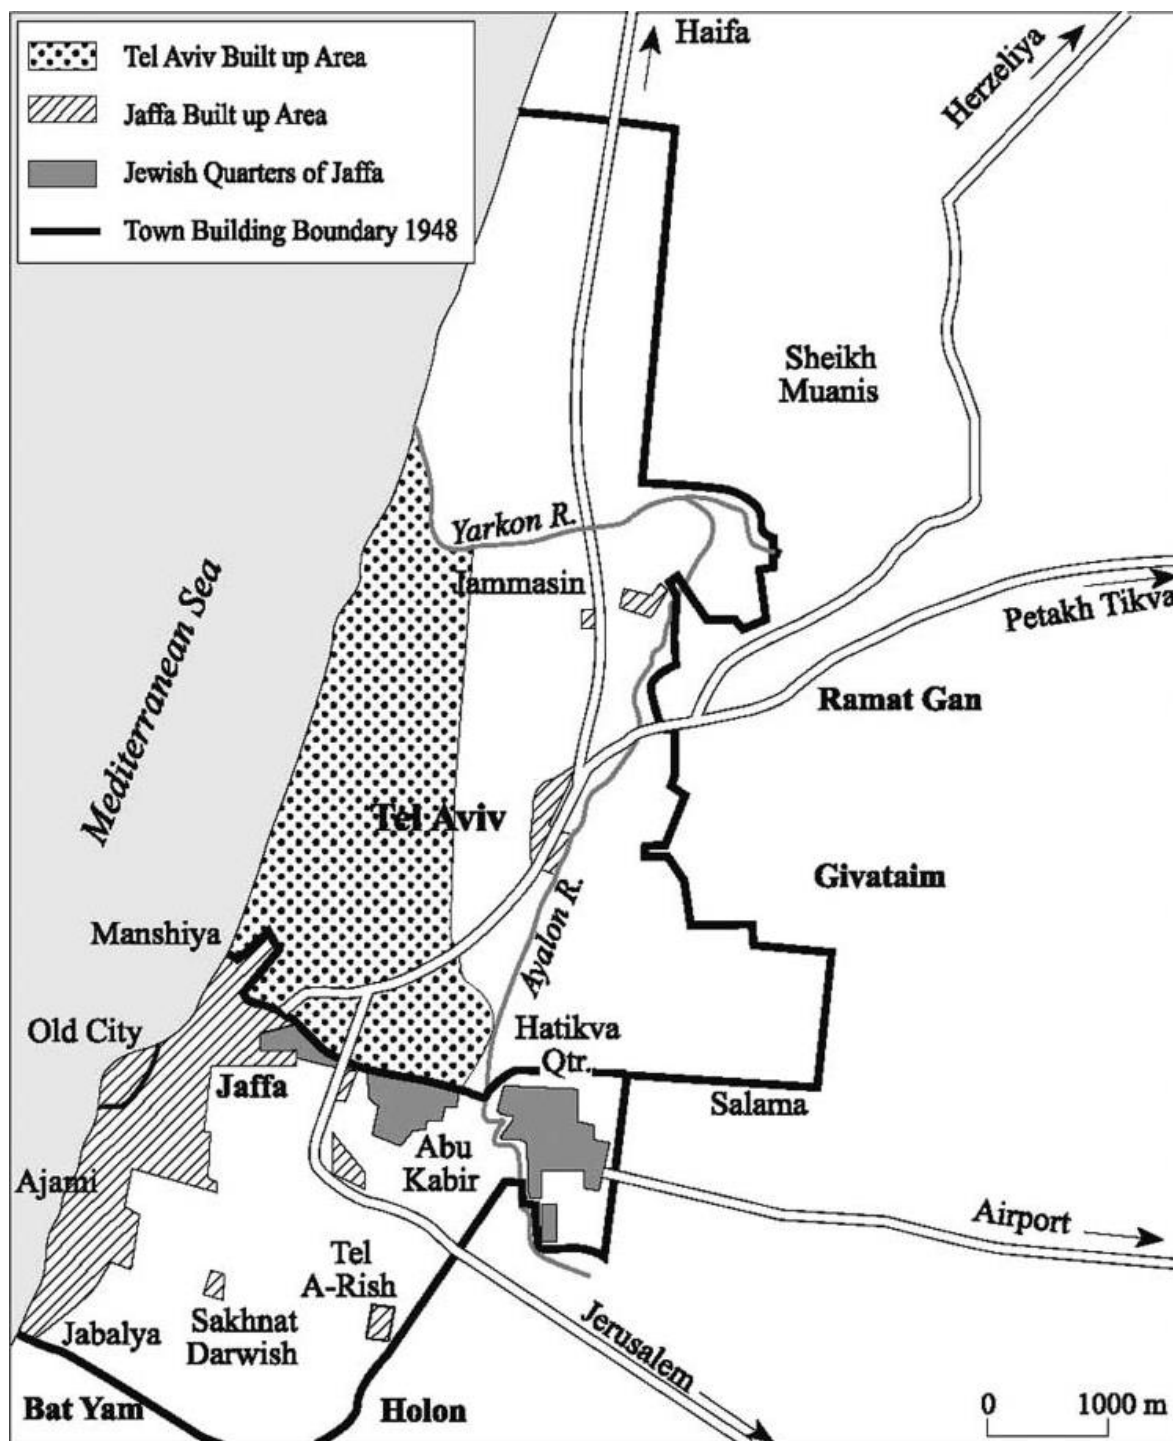 Tel Aviv Built up Area
Jaffa Built up Area
Jewish Quarters of Jaffa
Town Building Boundary 1948
Haifa
Herzeliya
Sheikh
Muanis
Yarkon R.
Jammasin
Petakh Tikva
Mediterranean Sea
Ramat Gan
Tel Aviv
Givataim
Ayalon R.
Manshiya
Old City
Hatikva
Qtr.
Jaffa
Salama
Abu
Kabir
Ajami
Airport
Tel
A-Rish
Sakhnat
Darwish
Jabalya
Jerusalem
Bat Yam
Holon
0 1000 m